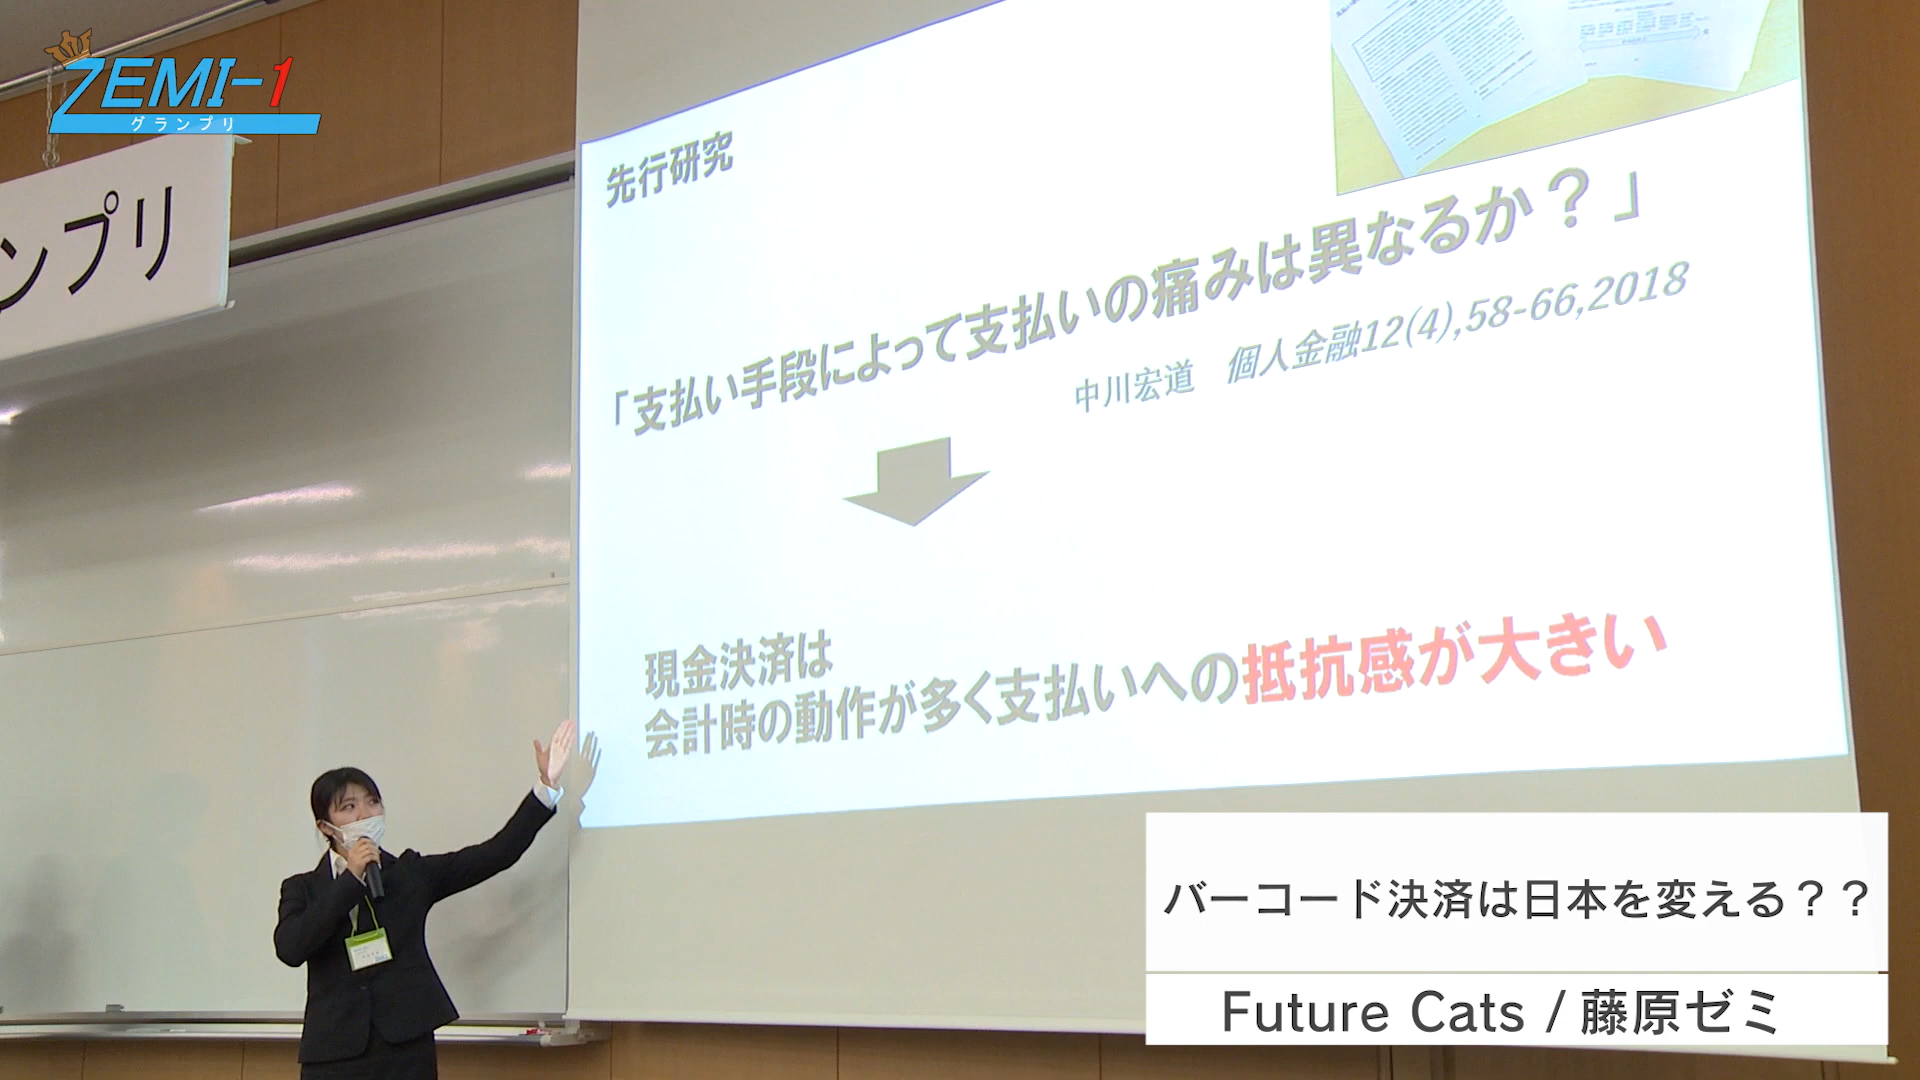 ZEMI-1
グランプリ
ンプリ
先行研究
「支払い手段によって支払いの痛みは異なるか？」
中川宏道　個人金融12(4),58-66,2018
現金決済は
会計時の動作が多く支払いへの抵抗感が大きい
バーコード決済は日本を変える？？
Future Cats / 藤原ゼミ